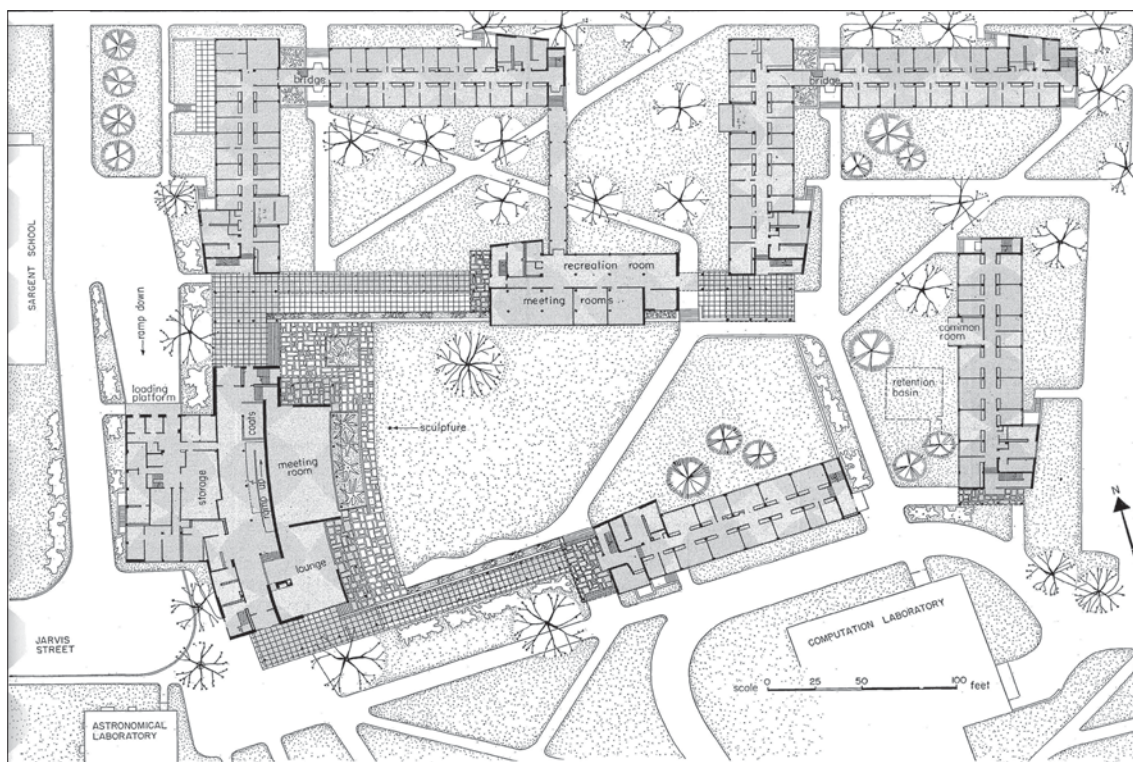 bridge
bridge
SARGENT SCHOOL
ramp down
recreation room
meeting rooms
common
room
loading
platform
retention
basin
coats
sculpture
meeting
room
storage
ramp up
N
lounge
COMPUTATION LABORATORY
JARVIS
STREET
scale 0 25 50 100 feet
ASTRONOMICAL
LABORATORY